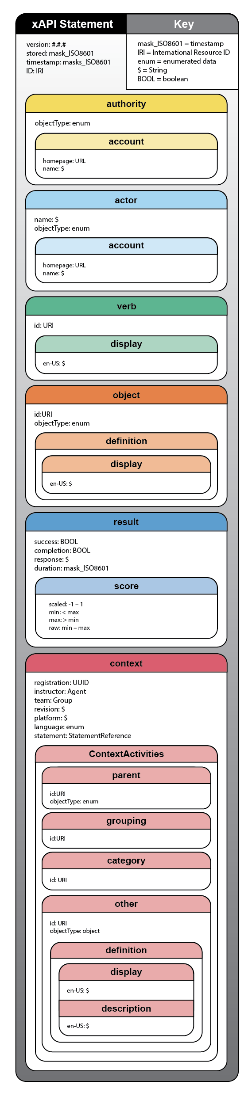 xAPI Statement
version: #.#.#
stored: mask_ISO8601
timestamp: masks_ISO8601
ID: IRI
Key
mask_ISO8601 = timestamp
IRI = International Resource ID
enum = enumerated data
$ = String
BOOL = boolean
authority
objectType: enum
account
homepage: URL
name: $
actor
name: $
objectType: enum
account
homepage: URL
name: $
verb
id: URI
display
en-US: $
object
id:URI
objectType: enum
definition
display
en-US: $
result
success: BOOL
completion: BOOL
response: $
duration: mask_ISO8601
score
scaled: -1 – 1
min: < max
max: > min
raw: min – max
context
registration: UUID
instructor: Agent
team: Group
revision: $
platform: $
language: enum
statement: StatementReference
ContextActivities
parent
id:URI
objectType: enum
grouping
id:URI
category
id: URI
other
id: URI
objectType: object
definition
display
en-US: $
description
en-US: $